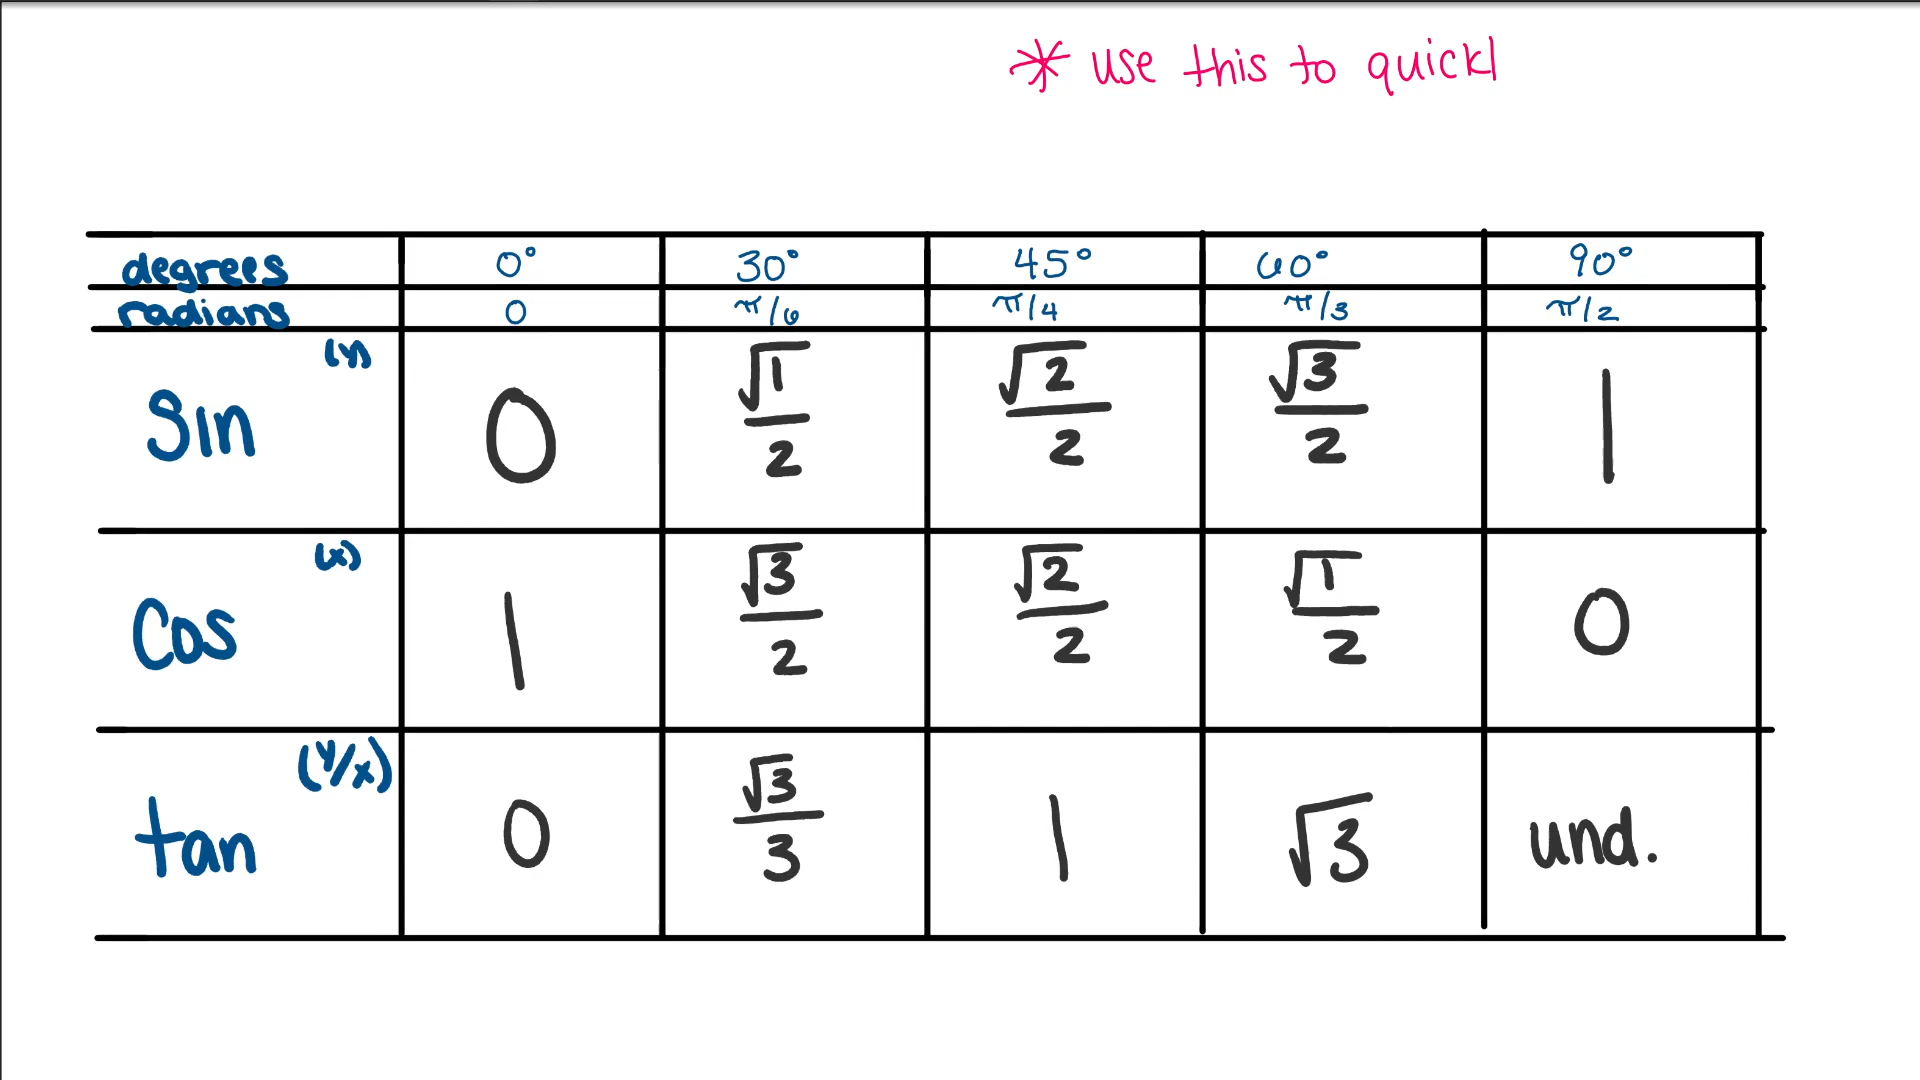 * use this to quickl
degrees 0° 30° 45° 60° 90°
radians 0 π/6 π/4 π/3 π/2
sin (y) 0 √1/2 √2/2 √3/2 1
cos (x) 1 √3/2 √2/2 √1/2 0
tan (y/x) 0 √3/3 1 √3 und.